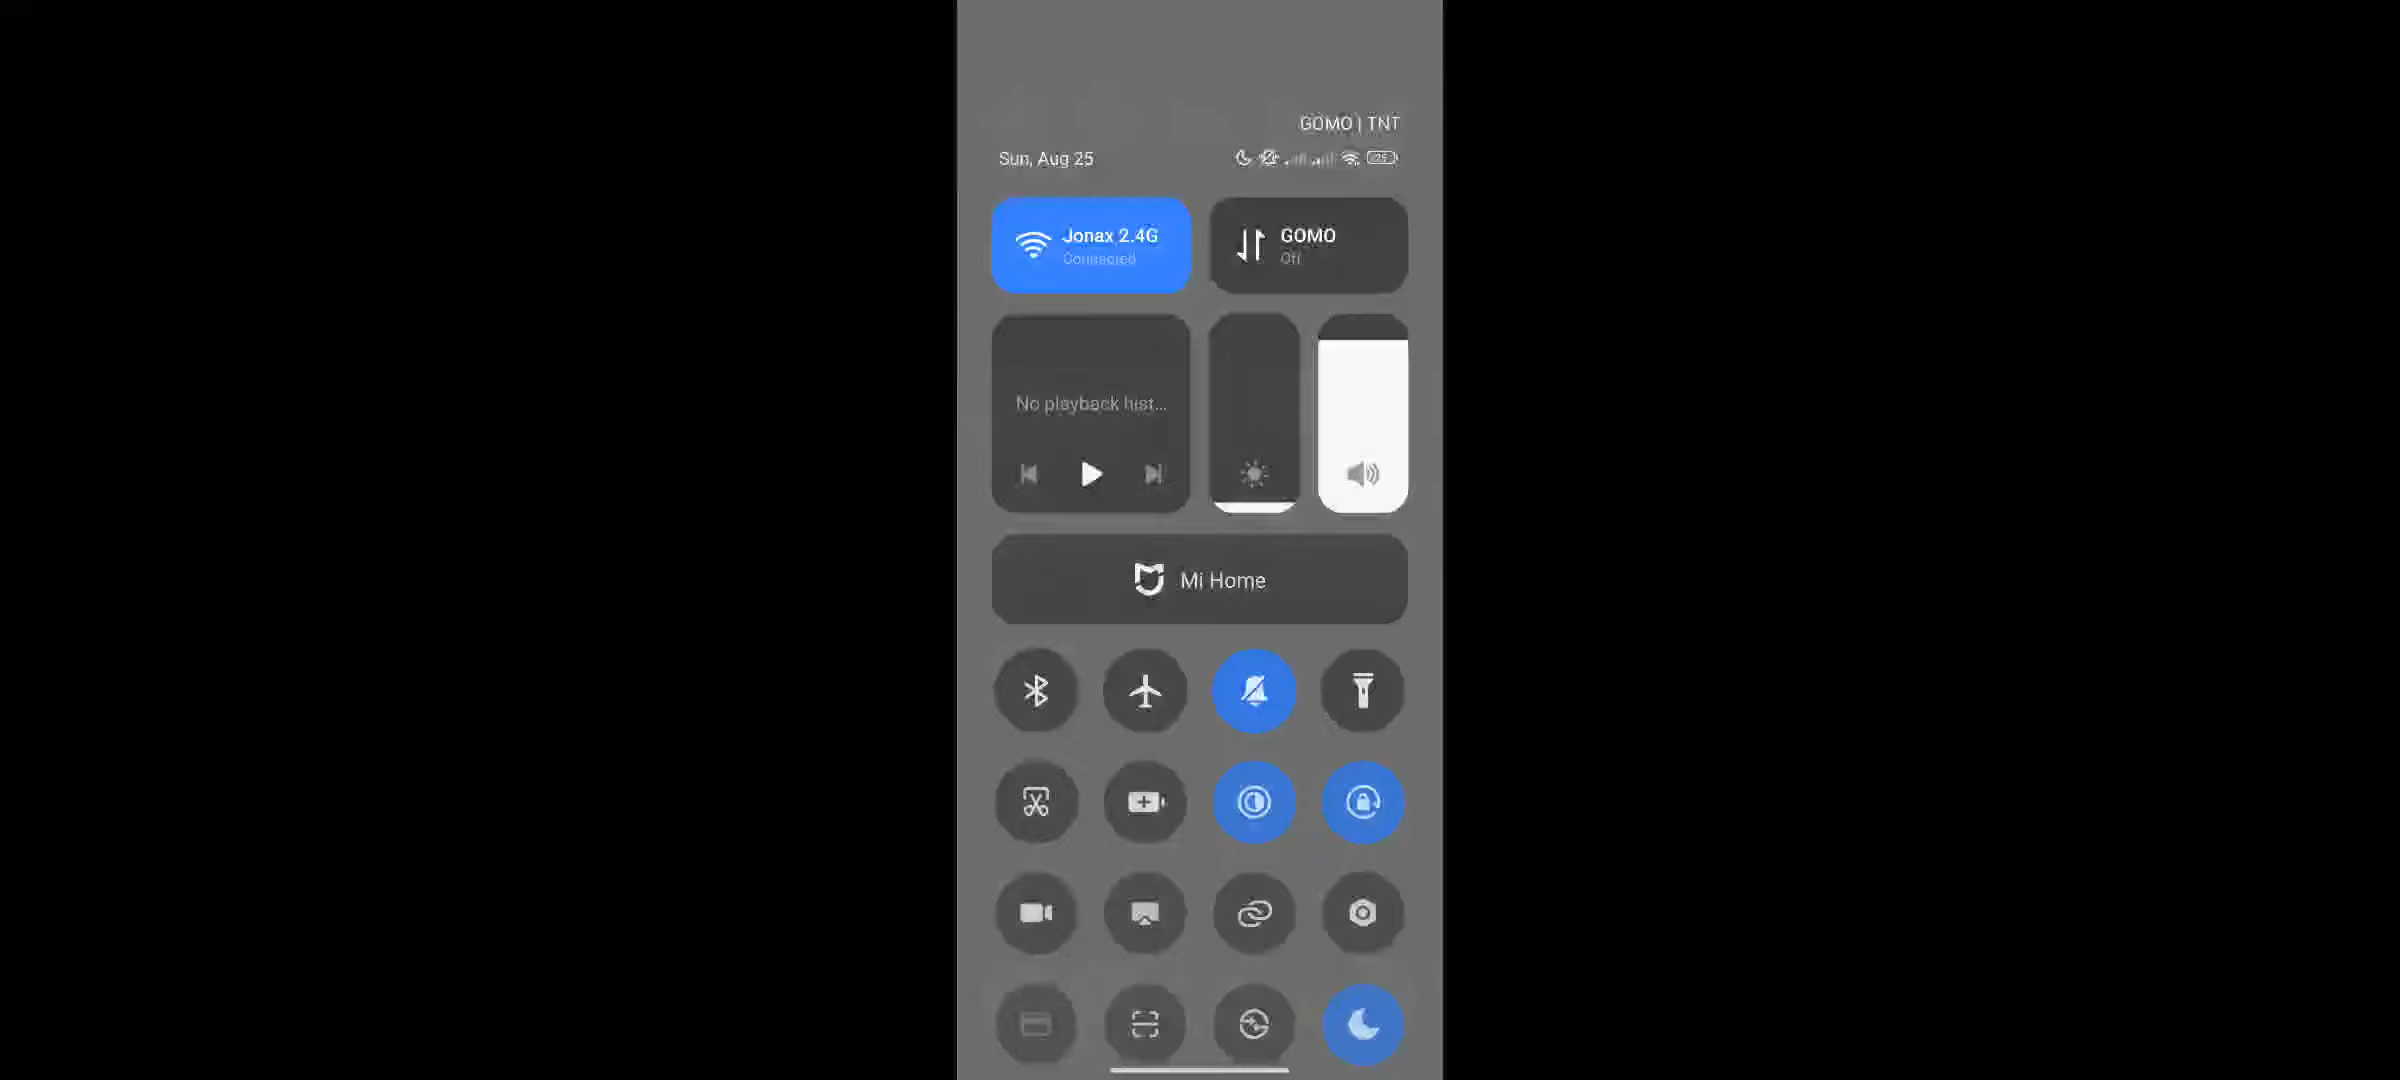 GOMO | TNT
Sun, Aug 25
Jonax 2.4G
Connected
GOMO
Off
No playback hist...
Mi Home